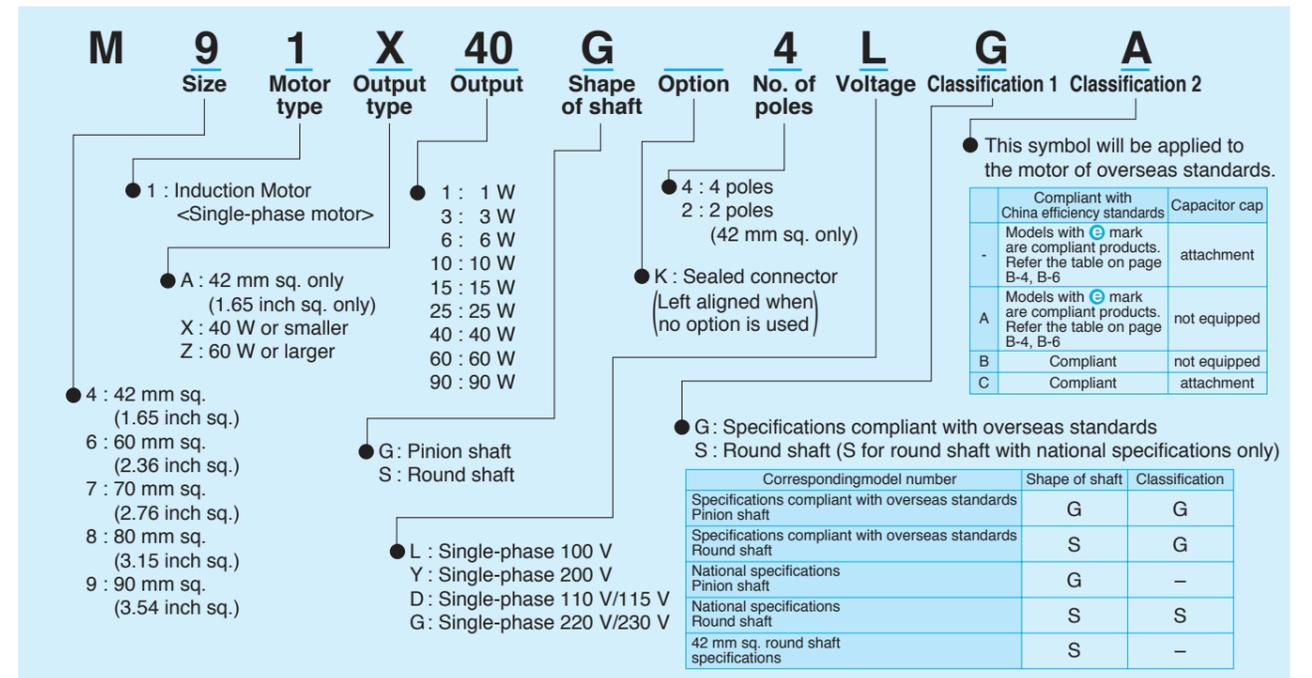 M 9 1 X 40 G 4 L G A
Size Motor type Output type Output Shape of shaft Option No. of poles Voltage Classification 1 Classification 2
1 : Induction Motor
<Single-phase motor>
A : 42 mm sq. only
(1.65 inch sq. only)
X : 40 W or smaller
Z : 60 W or larger
4 : 42 mm sq.
(1.65 inch sq.)
6 : 60 mm sq.
(2.36 inch sq.)
7 : 70 mm sq.
(2.76 inch sq.)
8 : 80 mm sq.
(3.15 inch sq.)
9 : 90 mm sq.
(3.54 inch sq.)
1 : 1 W
3 : 3 W
6 : 6 W
10 : 10 W
15 : 15 W
25 : 25 W
40 : 40 W
60 : 60 W
90 : 90 W
G : Pinion shaft
S : Round shaft
L : Single-phase 100 V
Y : Single-phase 200 V
D : Single-phase 110 V/115 V
G : Single-phase 220 V/230 V
4 : 4 poles
2 : 2 poles
(42 mm sq. only)
K : Sealed connector
(Left aligned when
no option is used)
This symbol will be applied to
the motor of overseas standards.
Compliant with
China efficiency standards
Capacitor cap
-
Models with e mark
are compliant products.
Refer the table on page
B-4, B-6
attachment
A
Models with e mark
are compliant products.
Refer the table on page
B-4, B-6
not equipped
B Compliant not equipped
C Compliant attachment
G : Specifications compliant with overseas standards
S : Round shaft (S for round shaft with national specifications only)
Correspondingmodel number Shape of shaft Classification
Specifications compliant with overseas standards
Pinion shaft
G G
Specifications compliant with overseas standards
Round shaft
S G
National specifications
Pinion shaft
G –
National specifications
Round shaft
S S
42 mm sq. round shaft
specifications
S –